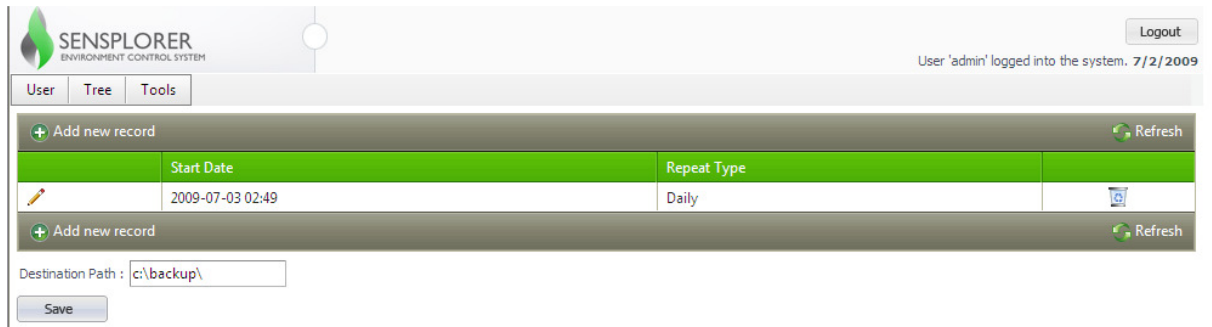 SENSPLORER
ENVIRONMENT CONTROL SYSTEM
Logout
User 'admin' logged into the system. 7/2/2009
User Tree Tools
Add new record Refresh
Start Date Repeat Type
2009-07-03 02:49 Daily
Add new record Refresh
Destination Path : c:\backup\
Save